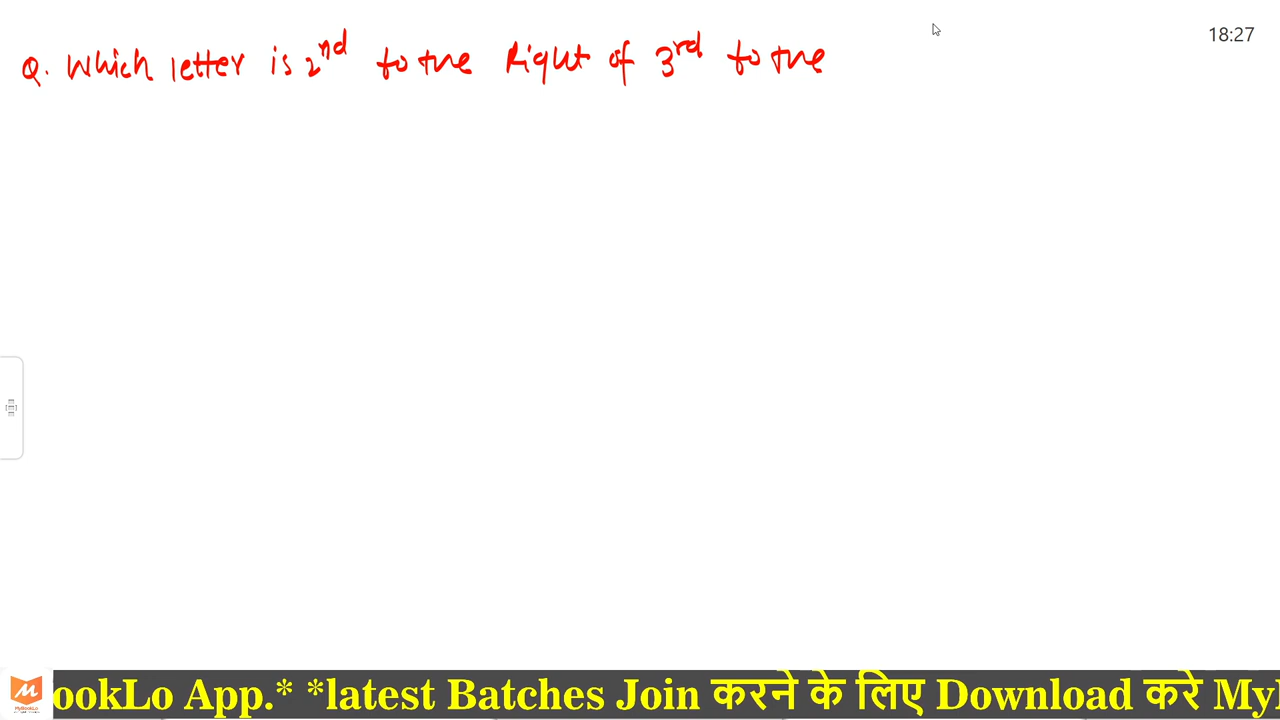 18:27
Q. Which letter is 2nd to the Right of 3rd to the
ookLo App.* *latest Batches Join करने के लिए Download करे My
MyBookLo